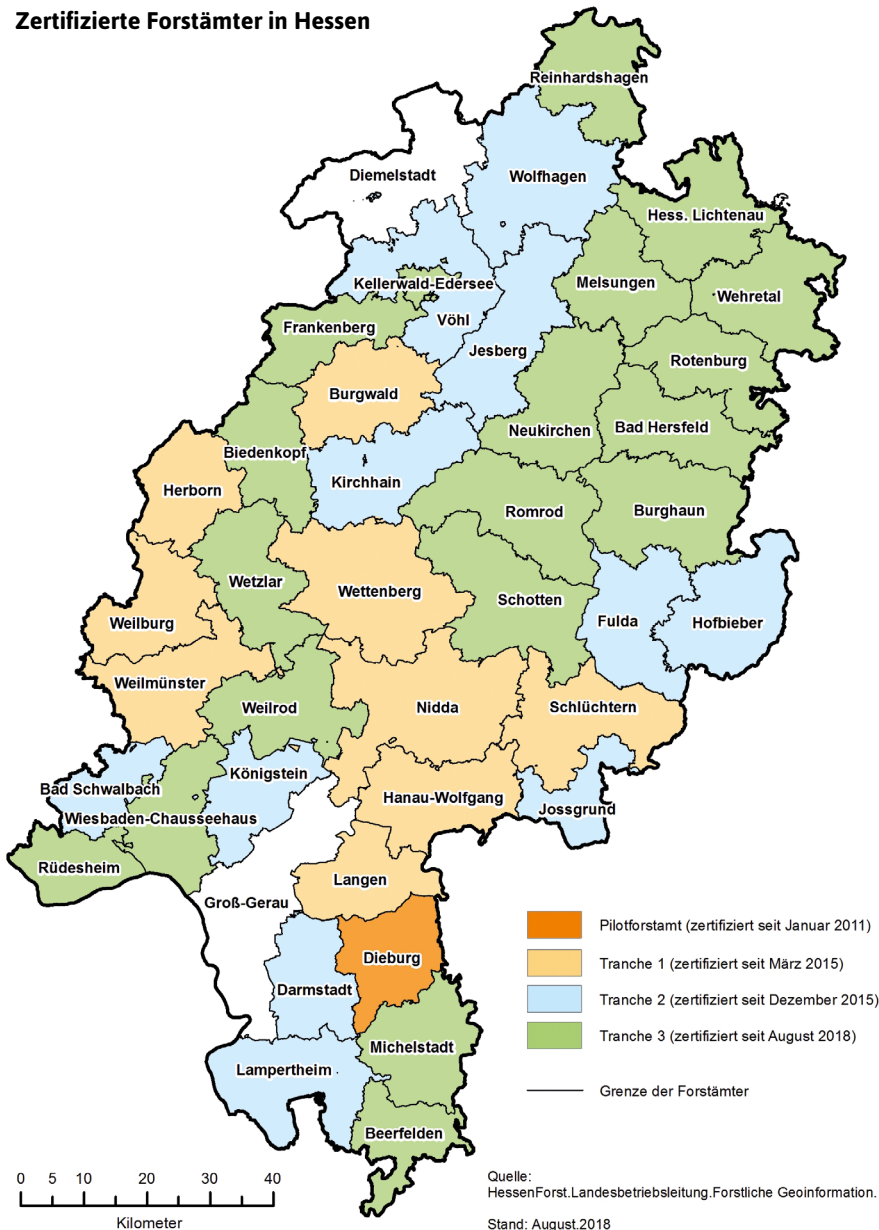 Zertifizierte Forstämter in Hessen
Reinhardshagen
Diemelstadt
Wolfhagen
Hess. Lichtenau
Kellerwald-Edersee
Melsungen
Wehretal
Frankenberg
Vöhl
Jesberg
Rotenburg
Burgwald
Neukirchen
Bad Hersfeld
Biedenkopf
Herborn
Kirchhain
Romrod
Burghaun
Wetzlar
Wettenberg
Schotten
Weilburg
Fulda
Hofbieber
Weilmünster
Weilrod
Nidda
Schlüchtern
Königstein
Bad Schwalbach
Hanau-Wolfgang
Jossgrund
Wiesbaden-Chausseehaus
Rüdesheim
Langen
Groß-Gerau
Dieburg
Darmstadt
Michelstadt
Lampertheim
Beerfelden
Pilotforstamt (zertifiziert seit Januar 2011)
Tranche 1 (zertifiziert seit März 2015)
Tranche 2 (zertifiziert seit Dezember 2015)
Tranche 3 (zertifiziert seit August 2018)
Grenze der Forstämter
0 5 10 20 30 40
Kilometer
Quelle:
HessenForst.Landesbetriebsleitung.Forstliche Geoinformation.
Stand: August.2018